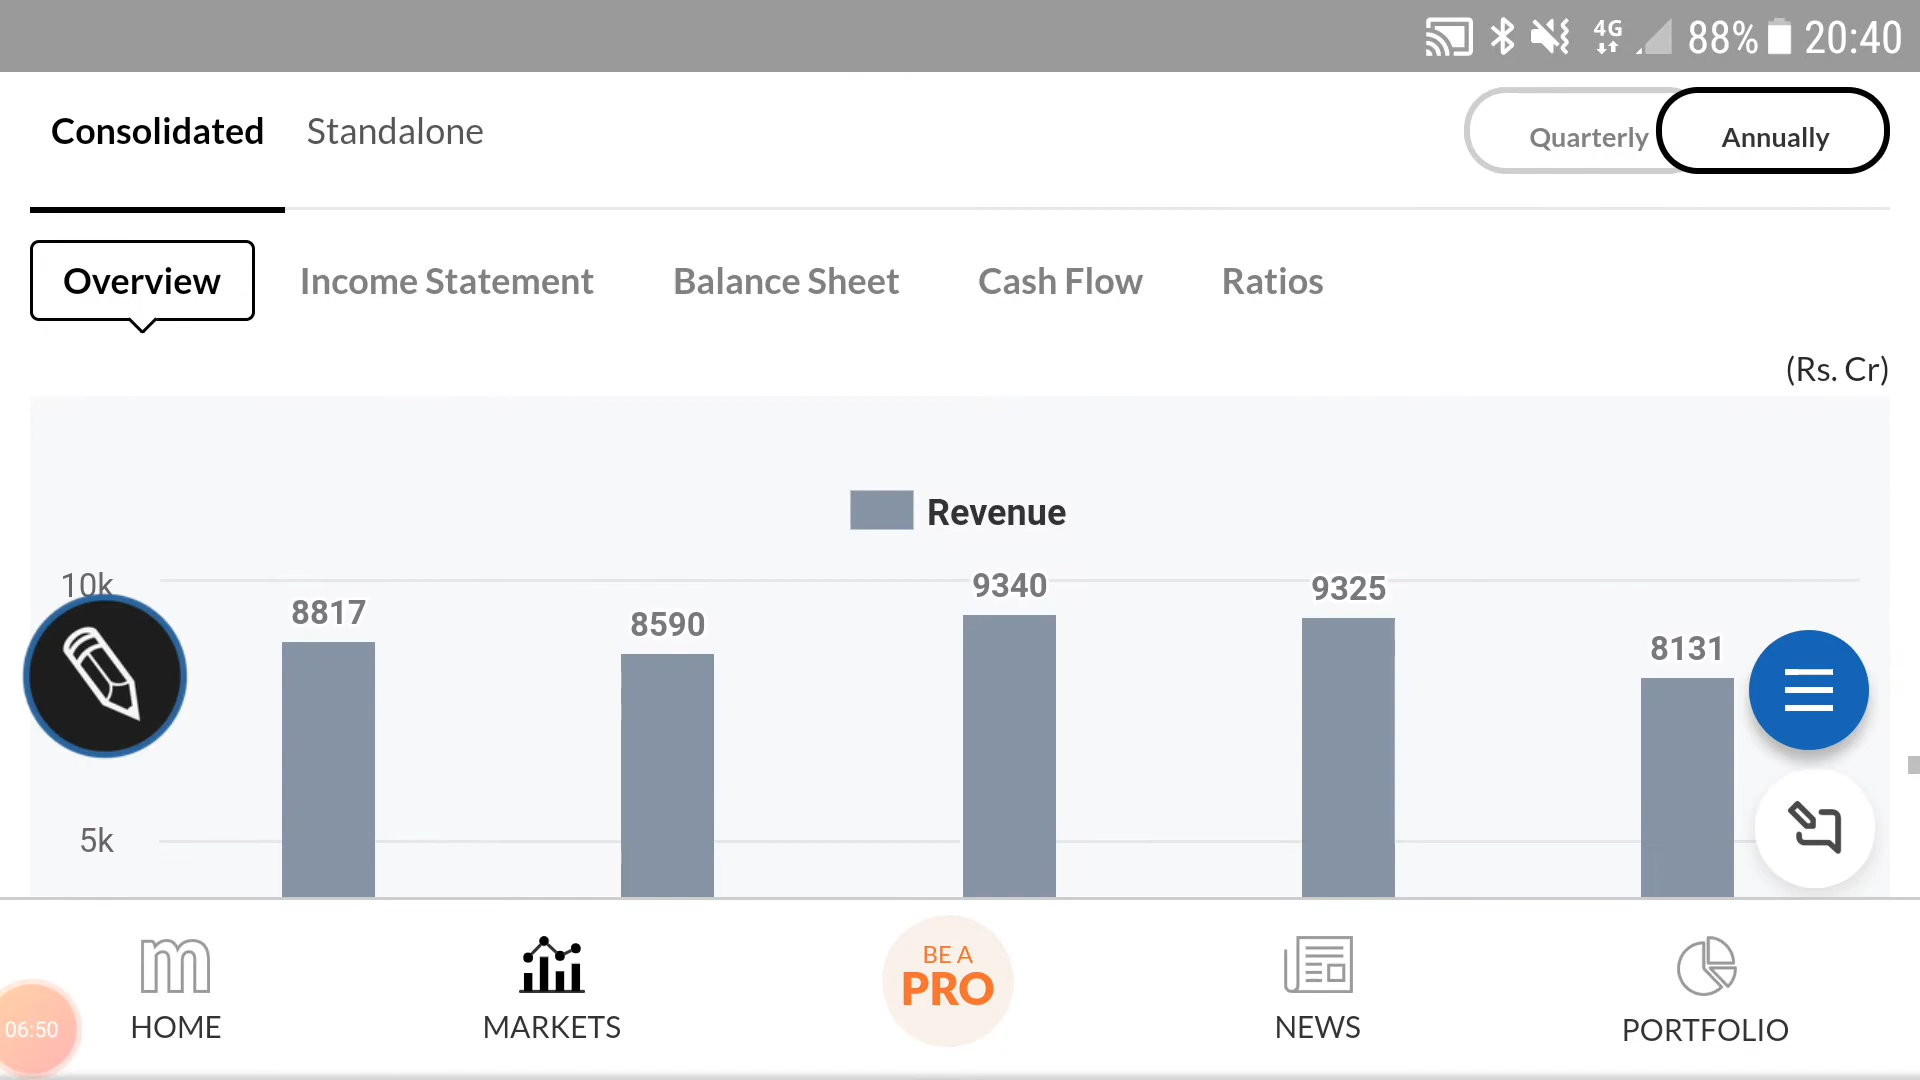 4G 88% 20:40
Consolidated Standalone Quarterly Annually
Overview Income Statement Balance Sheet Cash Flow Ratios
(Rs. Cr)
Revenue
10k
8817 8590 9340 9325 8131
5k
BE A
PRO
m
HOME MARKETS NEWS PORTFOLIO
06:50